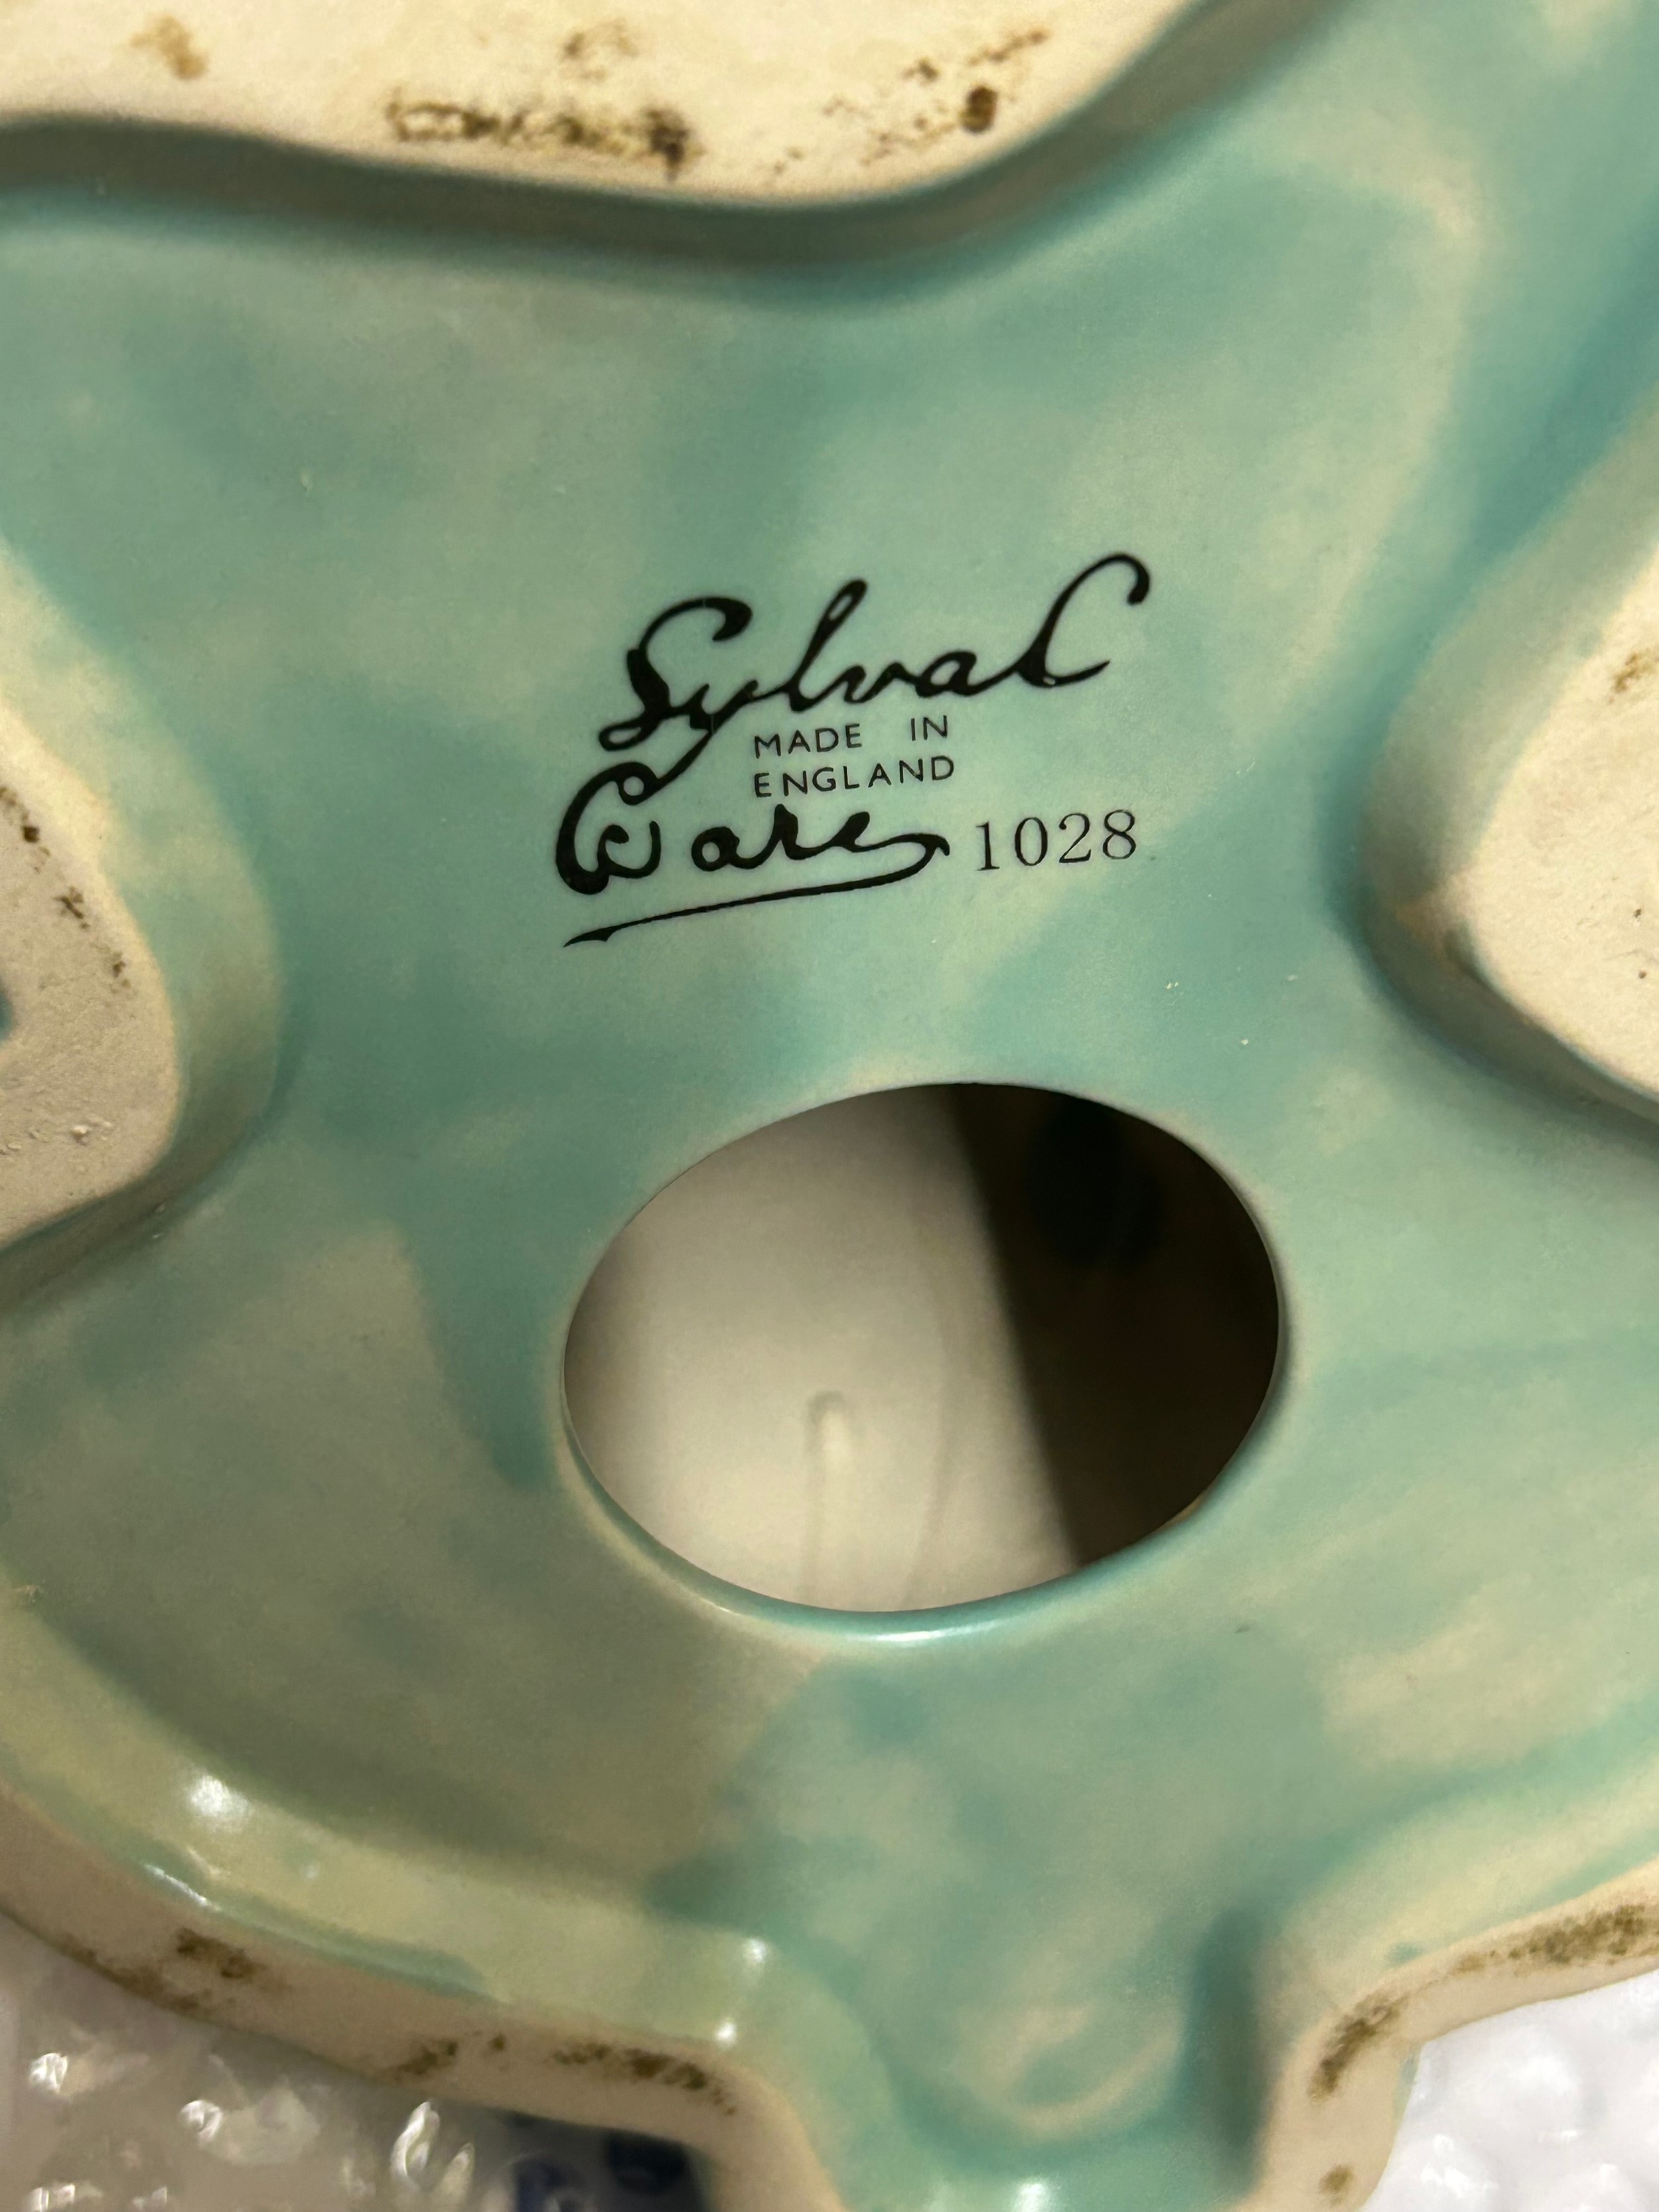 SylvaC
MADE IN
ENGLAND
Ware 1028